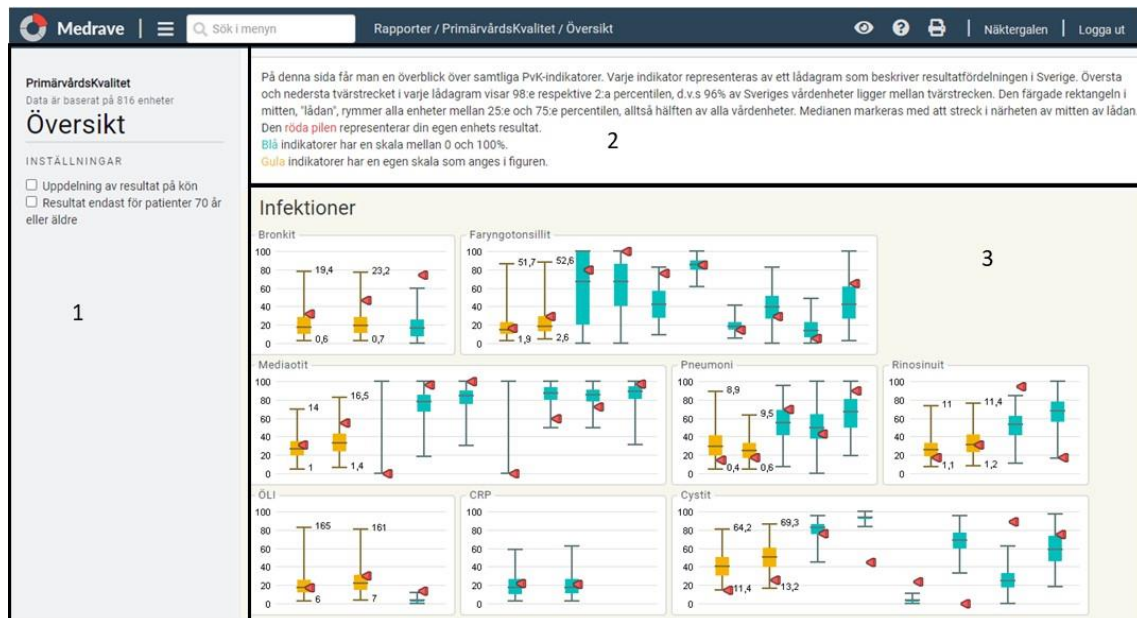 Medrave
Sök i menyn
Rapporter / PrimärvårdsKvalitet / Översikt
Näktergalen
Logga ut
PrimärvårdsKvalitet
Data är baserat på 816 enheter
Översikt
INSTÄLLNINGAR
Uppdelning av resultat på kön
Resultat endast för patienter 70 år
eller äldre
1
På denna sida får man en överblick över samtliga PvK-indikatorer. Varje indikator representeras av ett lådagram som beskriver resultatfördelningen i Sverige. Översta
och nedersta tvärstrecket i varje lådagram visar 98:e respektive 2:a percentilen, d.v.s 96% av Sveriges vårdenheter ligger mellan tvärstrecken. Den färgade rektangeln i
mitten, "lådan", rymmer alla enheter mellan 25:e och 75:e percentilen, alltså hälften av alla vårdenheter. Medianen markeras med att streck i närheten av mitten av lådan.
Den röda pilen representerar din egen enhets resultat.
Blå indikatorer har en skala mellan 0 och 100%.
Gula indikatorer har en egen skala som anges i figuren.
2
Infektioner
3
Bronkit
100
80
60
40
20
0
19,4
0,6
23,2
0,7
Faryngotonsillit
100
80
60
40
20
0
51,7
1,9
52,6
2,6
Mediaotit
100
80
60
40
20
0
14
1
16,5
1,4
Pneumoni
100
80
60
40
20
0
8,9
0,4
9,5
0,6
Rinosinuit
100
80
60
40
20
0
11
1,1
11,4
1,2
ÖLI
100
80
60
40
20
0
165
6
161
7
CRP
100
80
60
40
20
0
Cystit
100
80
60
40
20
0
64,2
11,4
69,3
13,2